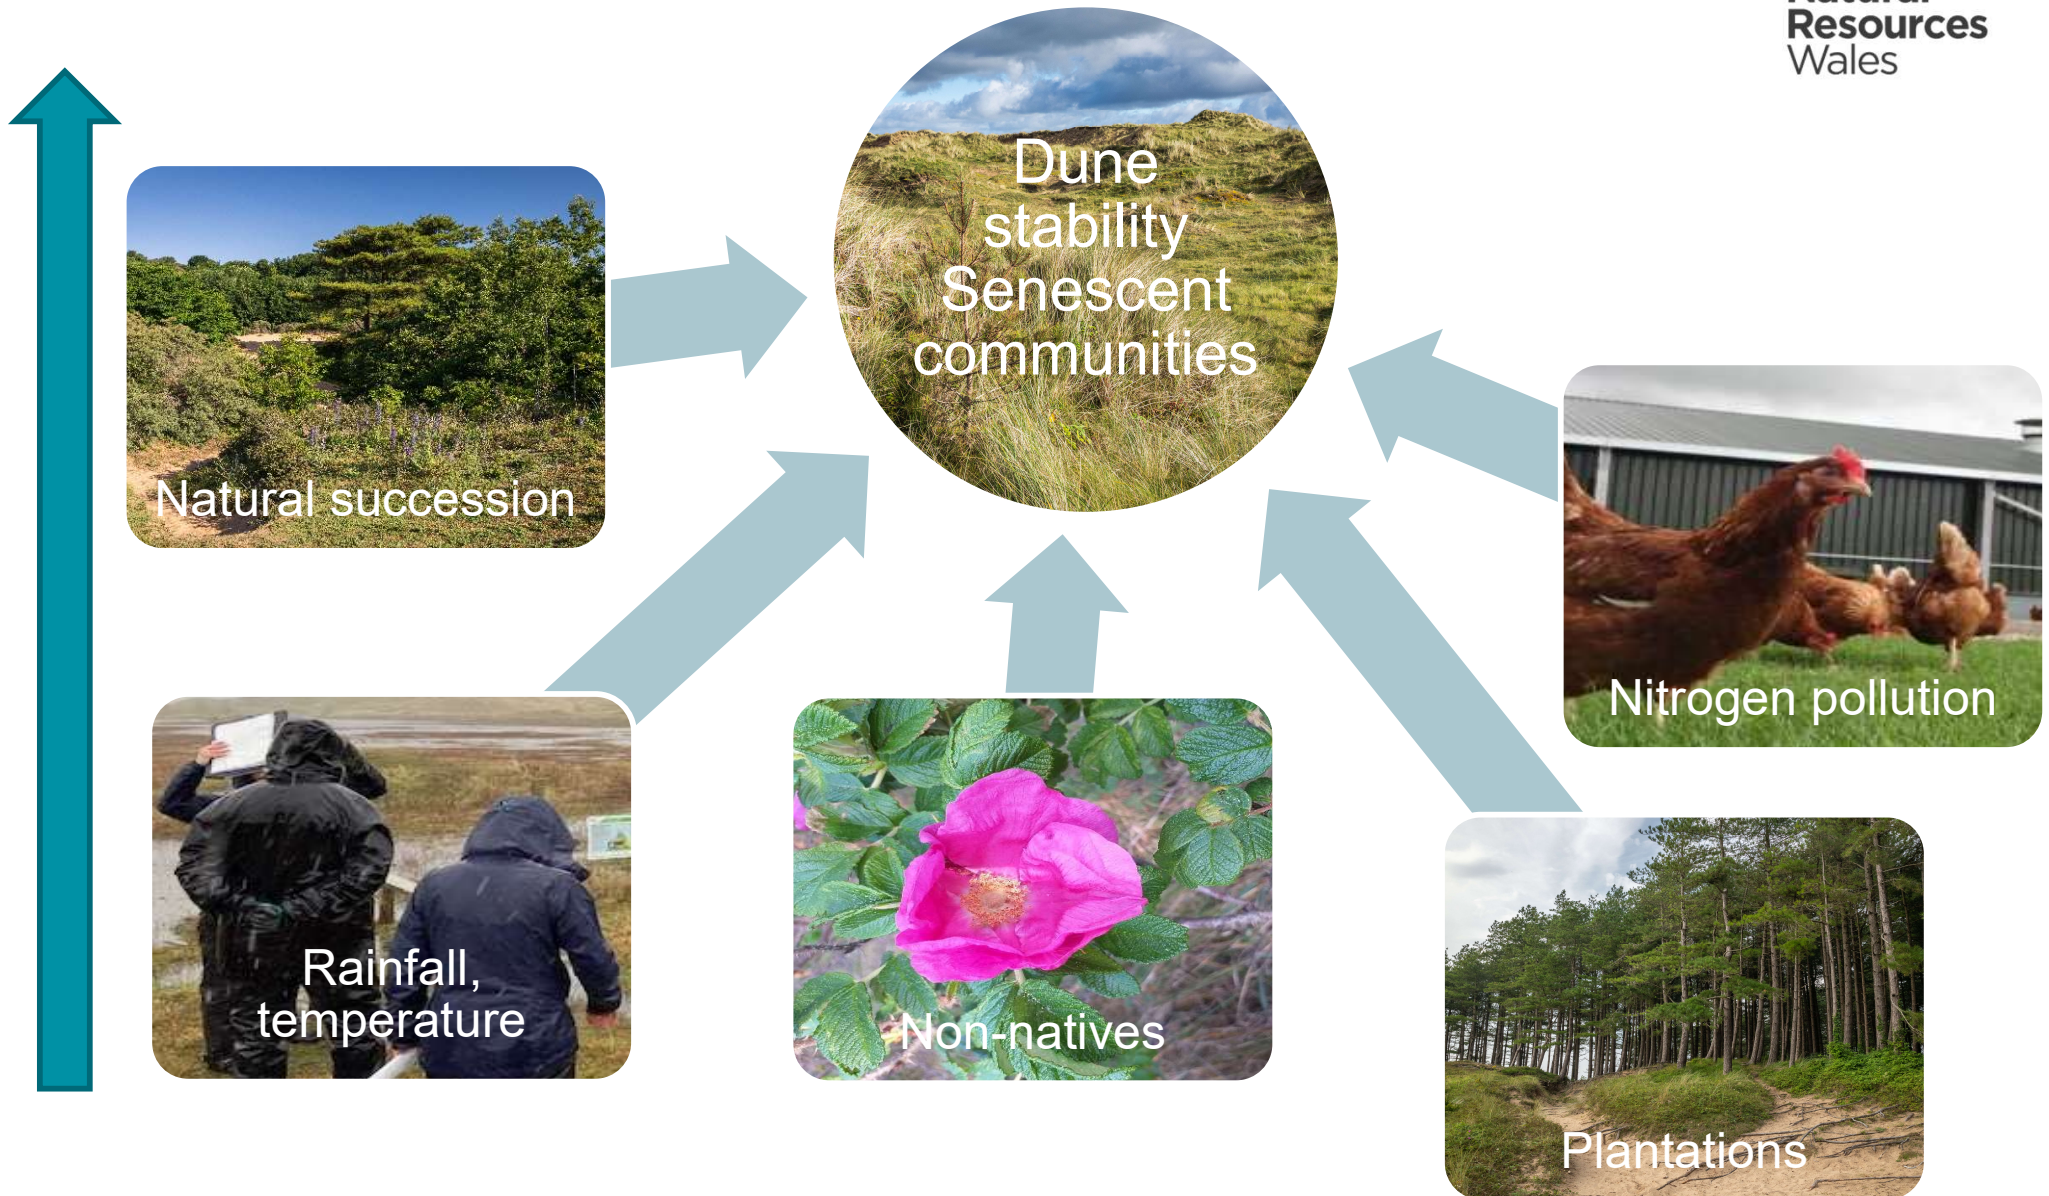 Resources
Wales
Dune
stability
Senescent
communities
Natural succession
Nitrogen pollution
Rainfall,
temperature
Non-natives
Plantations